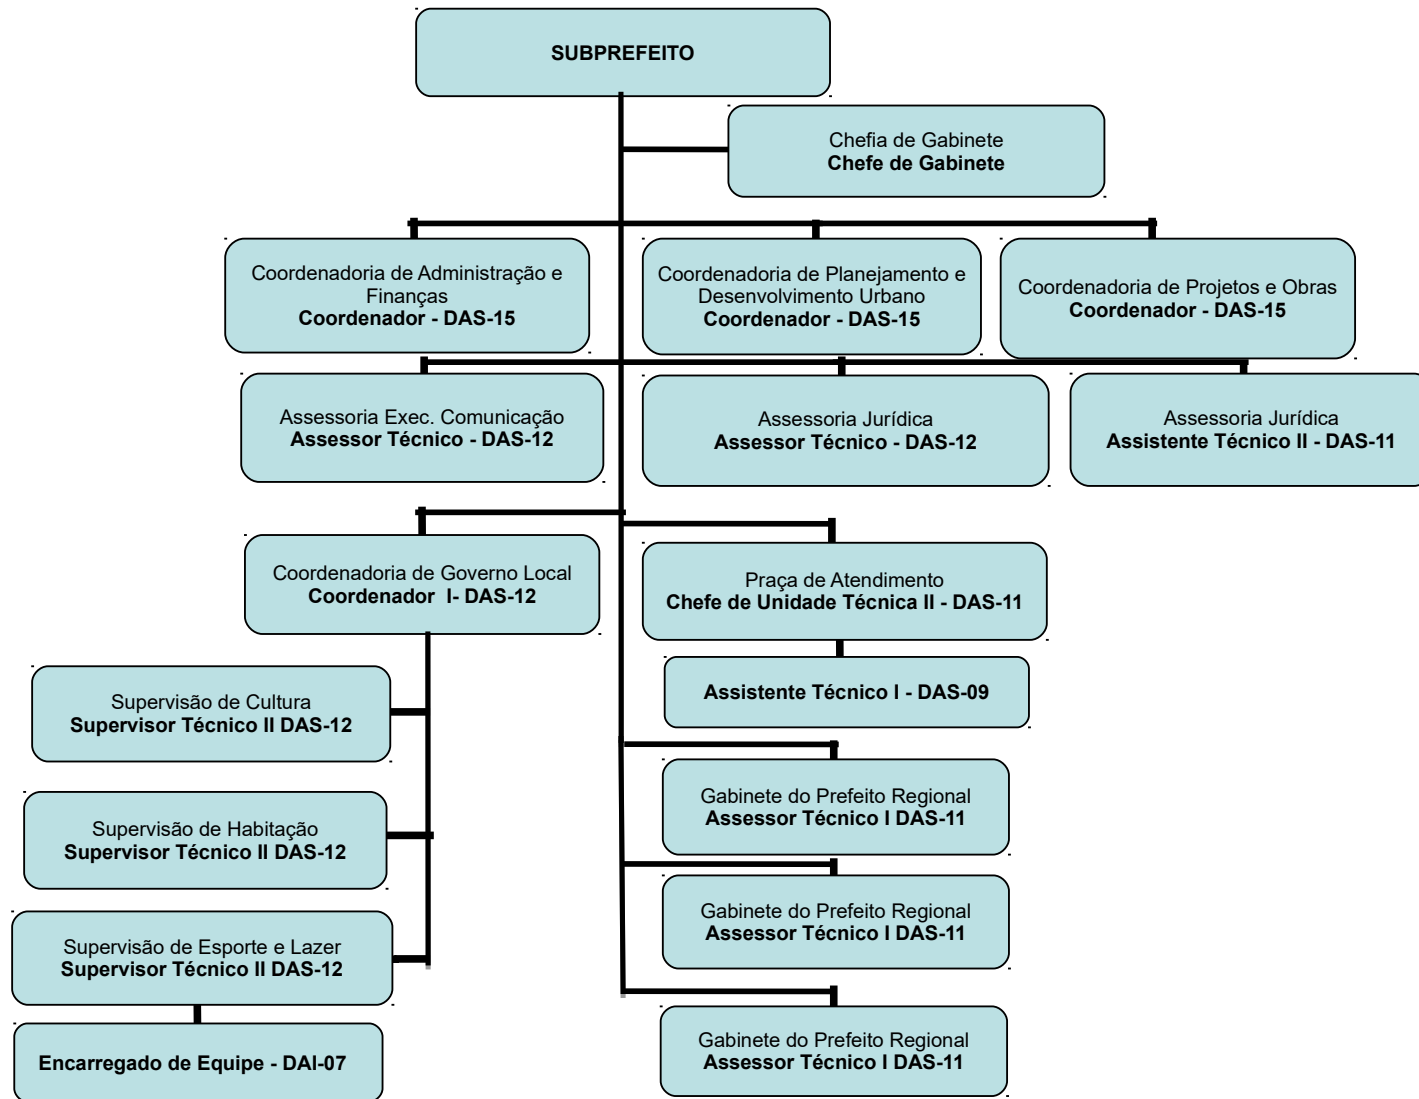 SUBPREFEITO
Chefia de Gabinete
Chefe de Gabinete
Coordenadoria de Administração e
Finanças
Coordenador - DAS-15
Coordenadoria de Planejamento e
Desenvolvimento Urbano
Coordenador - DAS-15
Coordenadoria de Projetos e Obras
Coordenador - DAS-15
Assessoria Exec. Comunicação
Assessor Técnico - DAS-12
Assessoria Jurídica
Assessor Técnico - DAS-12
Assessoria Jurídica
Assistente Técnico II - DAS-11
Coordenadoria de Governo Local
Coordenador  I- DAS-12
Praça de Atendimento
Chefe de Unidade Técnica II - DAS-11
Assistente Técnico I - DAS-09
Supervisão de Cultura
Supervisor Técnico II DAS-12
Supervisão de Habitação
Supervisor Técnico II DAS-12
Supervisão de Esporte e Lazer
Supervisor Técnico II DAS-12
Encarregado de Equipe - DAI-07
Gabinete do Prefeito Regional
Assessor Técnico I DAS-11
Gabinete do Prefeito Regional
Assessor Técnico I DAS-11
Gabinete do Prefeito Regional
Assessor Técnico I DAS-11